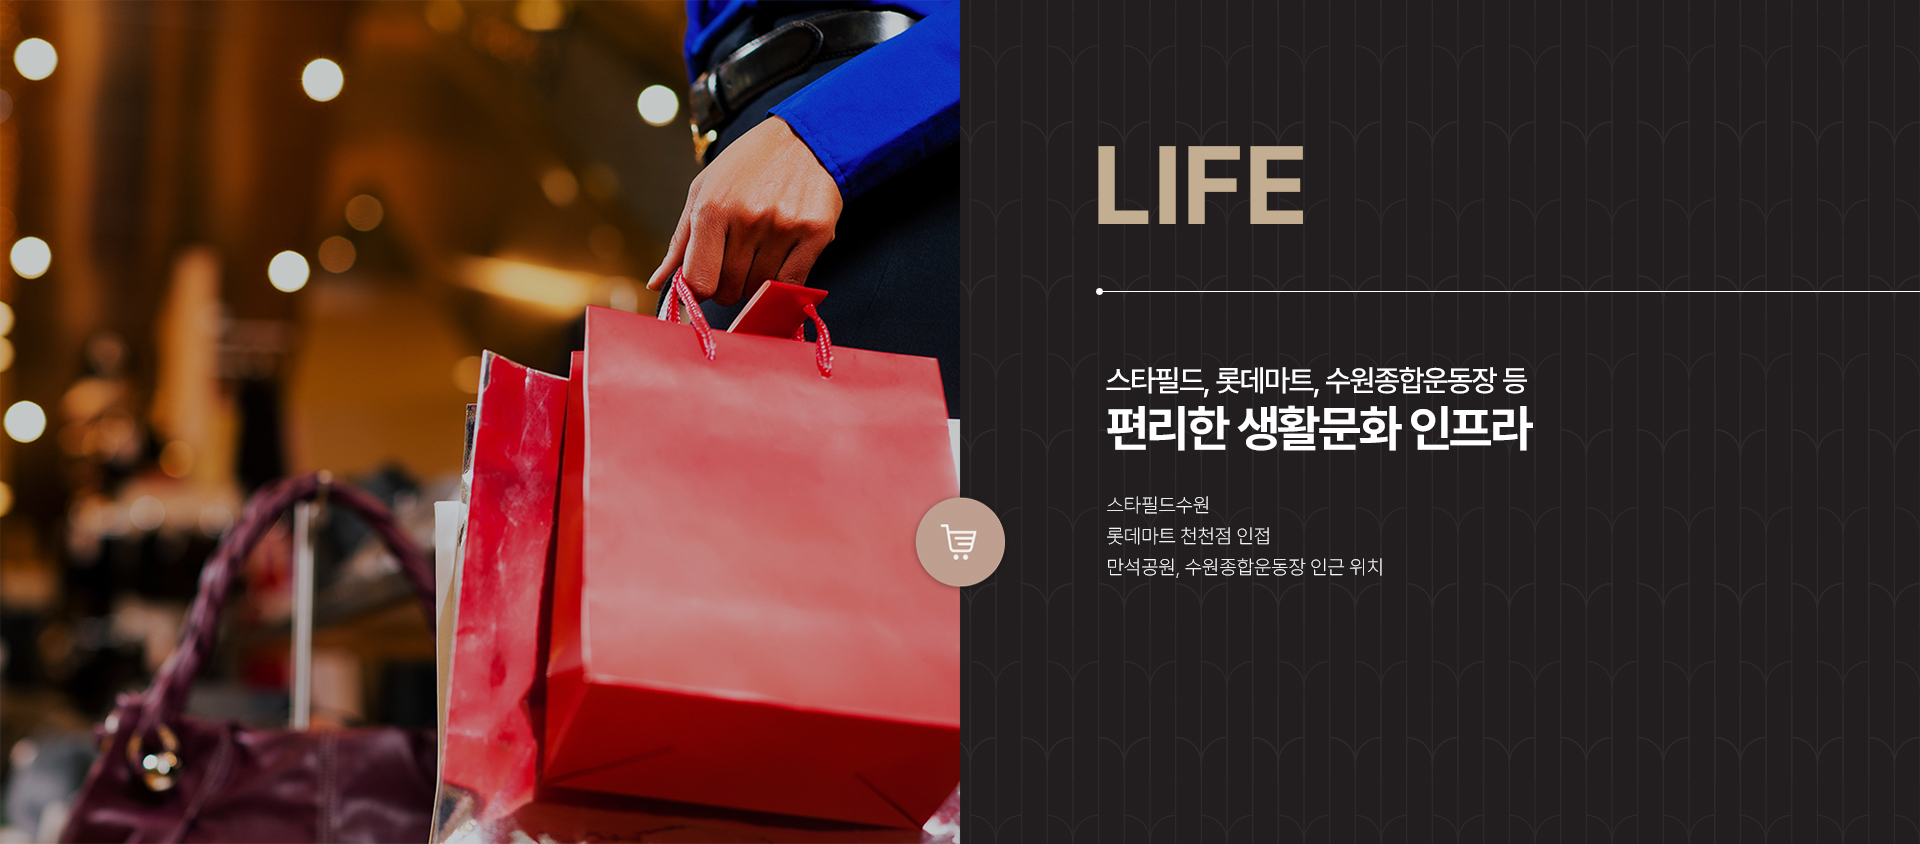 LIFE
스타필드, 롯데마트, 수원종합운동장 등
편리한 생활문화 인프라
스타필드수원
롯데마트 천천점 인접
만석공원, 수원종합운동장 인근 위치